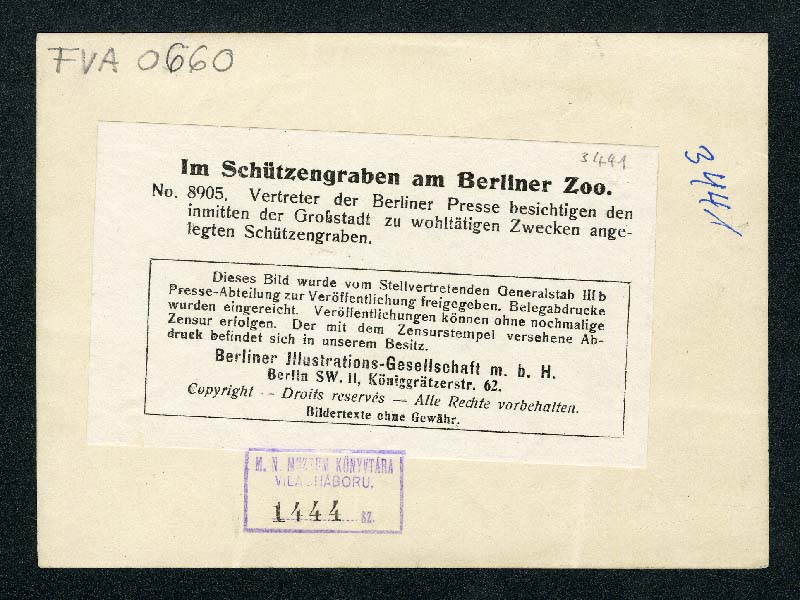 FVA 0660
3441
3441
Im Schützengraben am Berliner Zoo.
No. 8905. Vertreter der Berliner Presse besichtigen den
inmitten der Großstadt zu wohltätigen Zwecken ange-
legten Schützengraben.
Dieses Bild wurde vom Stellvertretenden Generalstab III b
Presse-Abteilung zur Veröffentlichung freigegeben. Belegabdrucke
wurden eingereicht. Veröffentlichungen können ohne nochmalige
Zensur erfolgen. Der mit dem Zensurstempel versehene Ab-
druck befindet sich in unserem Besitz.
Berliner Illustrations-Gesellschaft m. b. H.
Berlin SW. 11, Königgrätzerstr. 62.
Copyright — Droits reservés — Alle Rechte vorbehalten.
Bildertexte ohne Gewähr.
M. N. MUZEUM KÖNYVTÁRA
VILÁGHÁBORU.
1444 SZ.